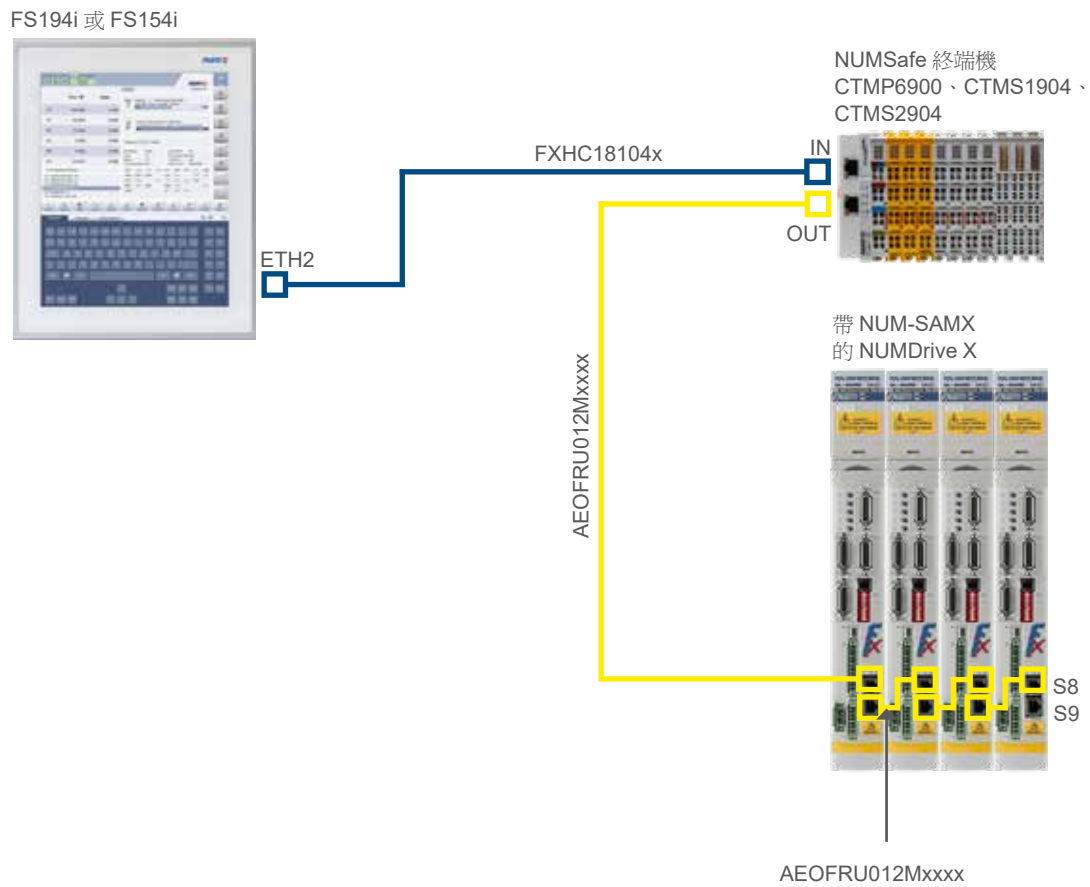 FS194i 或 FS154i
NUMSafe 終端機
CTMP6900、CTMS1904、
CTMS2904
IN
FXHC18104x
OUT
ETH2
帶 NUM-SAMX
的 NUMDrive X
AEOFRU012Mxxxx
S8
S9
AEOFRU012Mxxxx